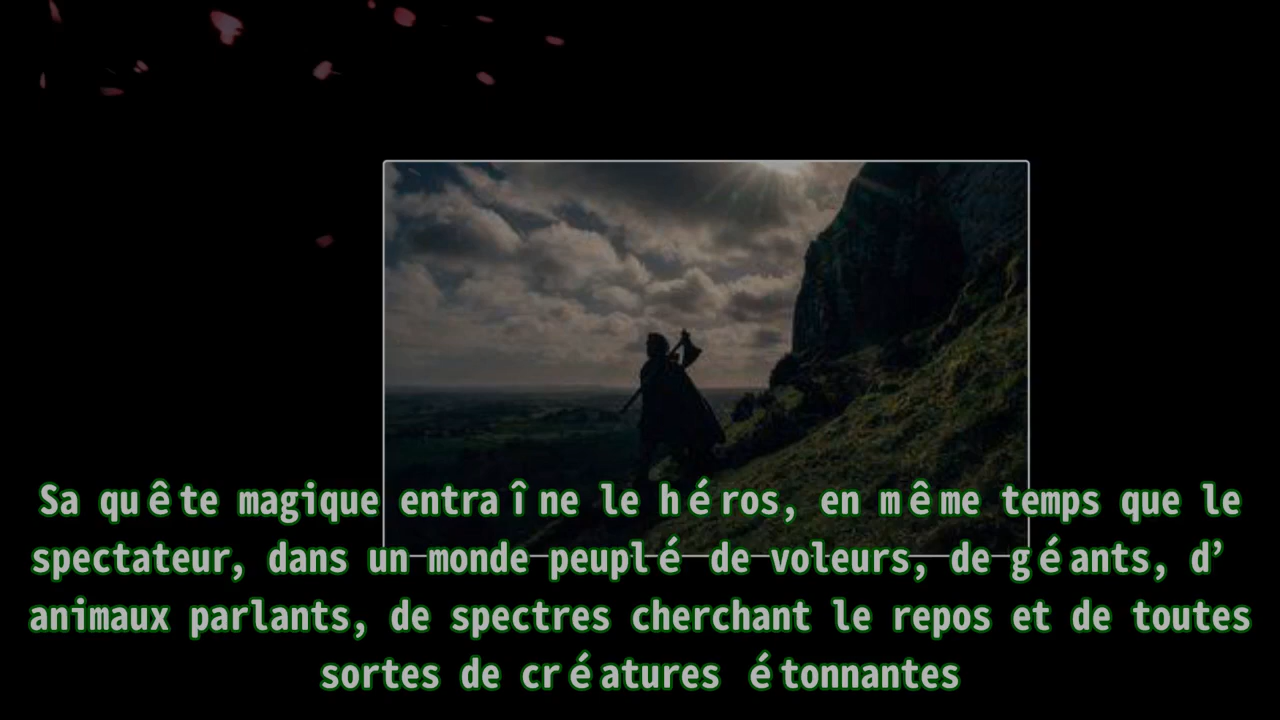 Sa quête magique entraîne le héros, en même temps que le
spectateur, dans un monde peuplé de voleurs, de géants, d’
animaux parlants, de spectres cherchant le repos et de toutes
sortes de créatures étonnantes